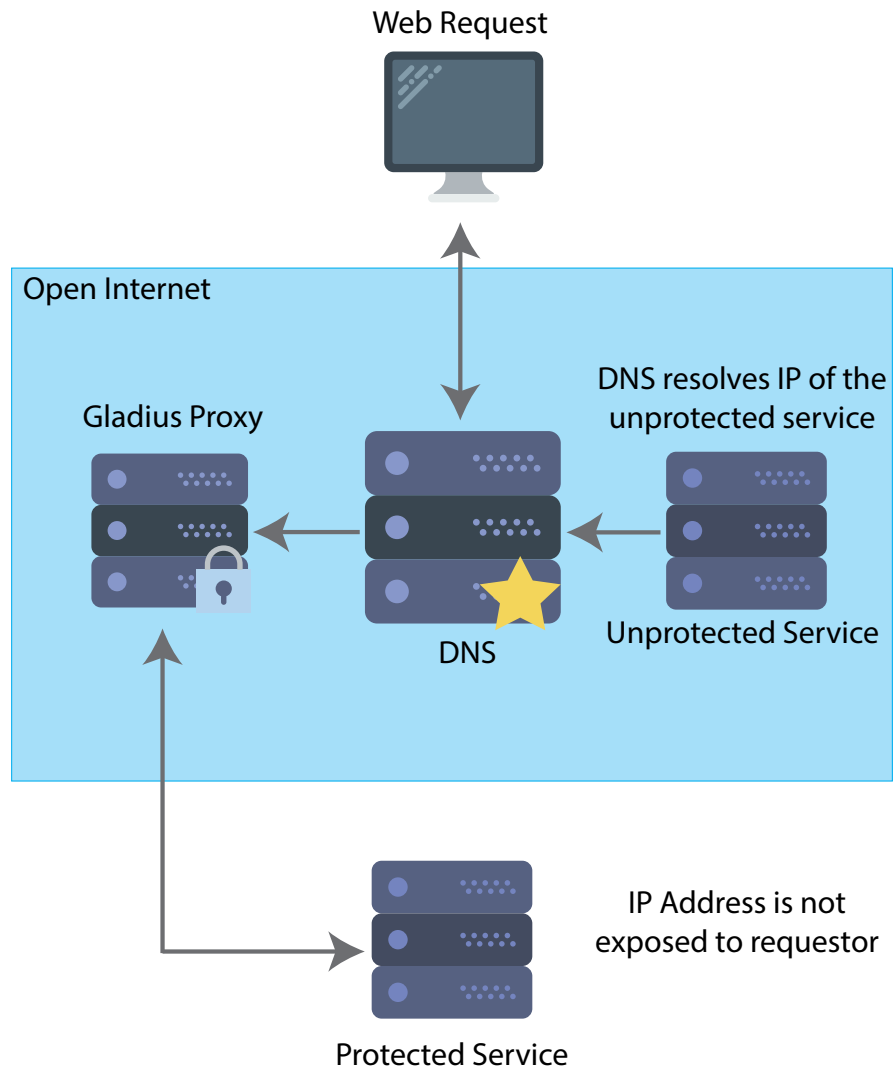 Web Request
Open Internet
DNS resolves IP of the
unprotected service
Gladius Proxy
DNS
Unprotected Service
IP Address is not
exposed to requestor
Protected Service